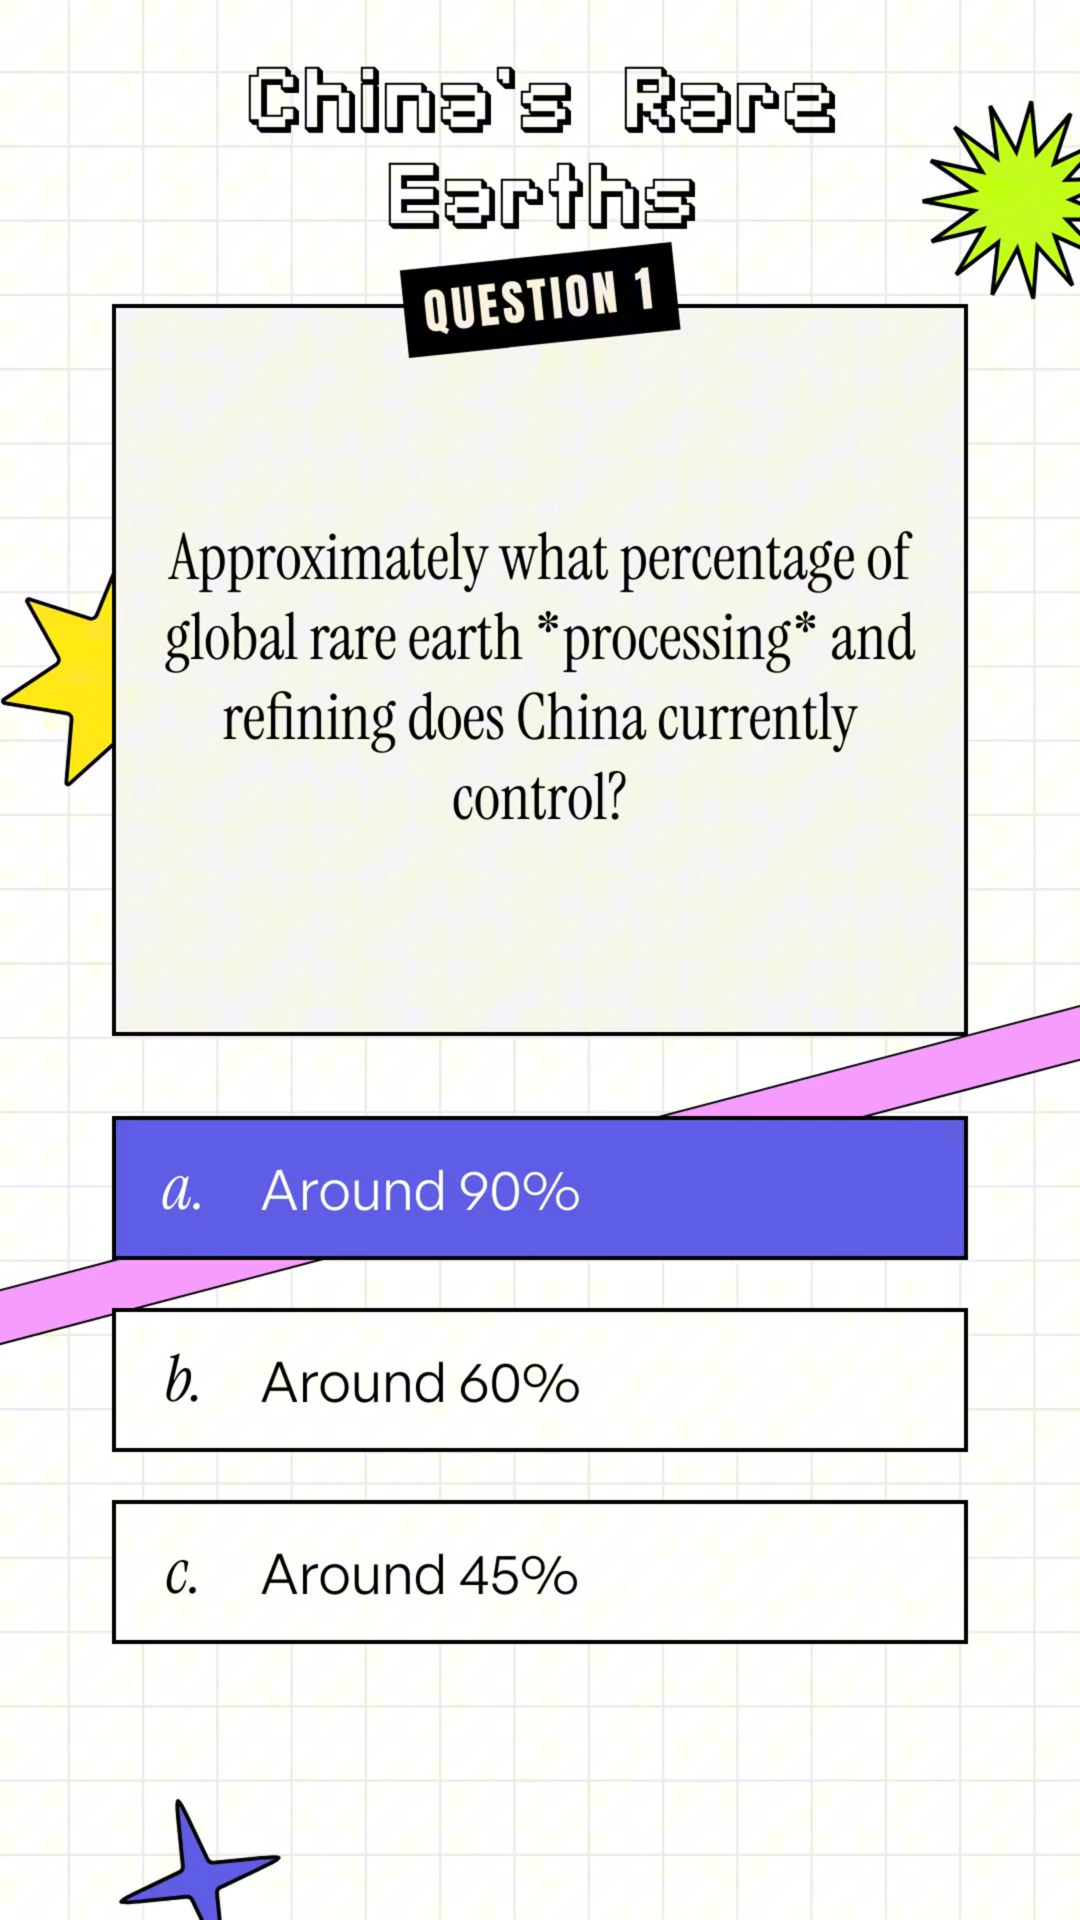 China's Rare
Earths
QUESTION 1
Approximately what percentage of
global rare earth *processing* and
refining does China currently
control?
a. Around 90%
b. Around 60%
c. Around 45%